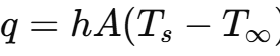 q = hA(T_s − T_∞)